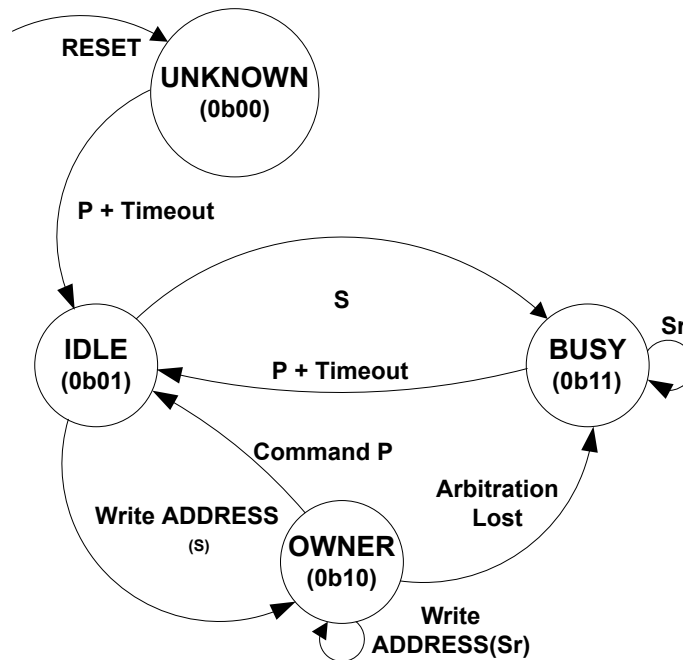 RESET
UNKNOWN
(0b00)
P + Timeout
S
Sr
IDLE
(0b01)
BUSY
(0b11)
P + Timeout
Command P
Arbitration
Lost
Write ADDRESS
(S)
OWNER
(0b10)
Write
ADDRESS(Sr)